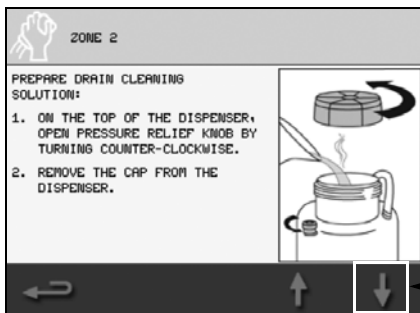 ZONE 2
PREPARE DRAIN CLEANING
SOLUTION:
1. ON THE TOP OF THE DISPENSER,
OPEN PRESSURE RELIEF KNOB BY
TURNING COUNTER-CLOCKWISE.
2. REMOVE THE CAP FROM THE
DISPENSER.